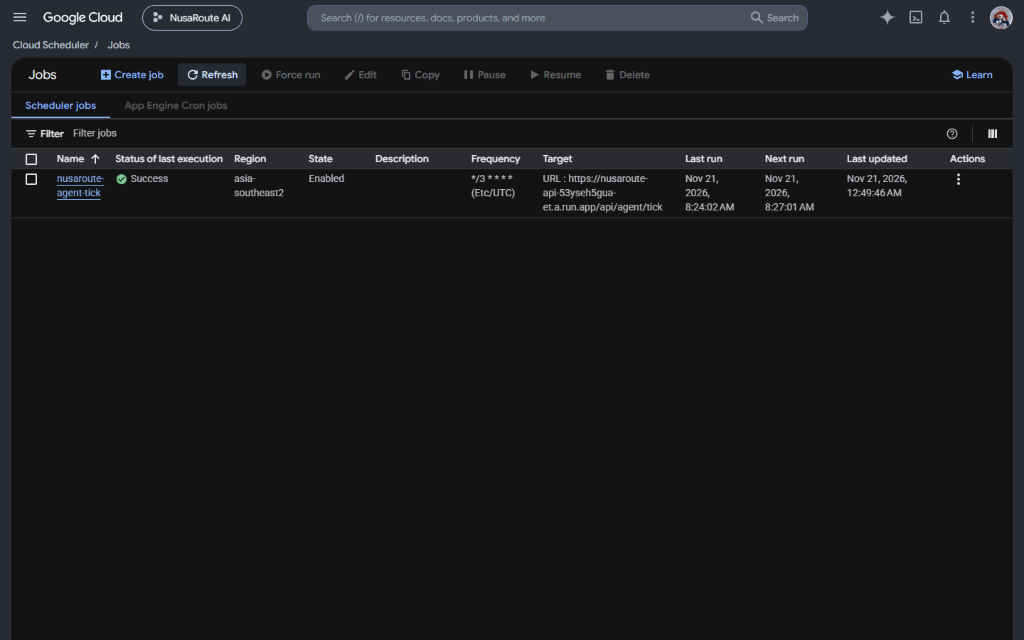 Google Cloud
NusaRoute AI
Search (/) for resources, docs, products, and more
Search
Cloud Scheduler / Jobs
Jobs
Create job
Refresh
Force run
Edit
Copy
Pause
Resume
Delete
Learn
Scheduler jobs
App Engine Cron jobs
Filter
Filter jobs
Name
Status of last execution
Region
State
Description
Frequency
Target
Last run
Next run
Last updated
Actions
nusaroute-
agent-tick
Success
asia-
southeast2
Enabled
*/3 * * * *
(Etc/UTC)
URL : https://nusaroute-
api-53yseh5gua-
et.a.run.app/api/agent/tick
Nov 21,
2026,
8:24:02 AM
Nov 21,
2026,
8:27:01 AM
Nov 21, 2026,
12:49:46 AM